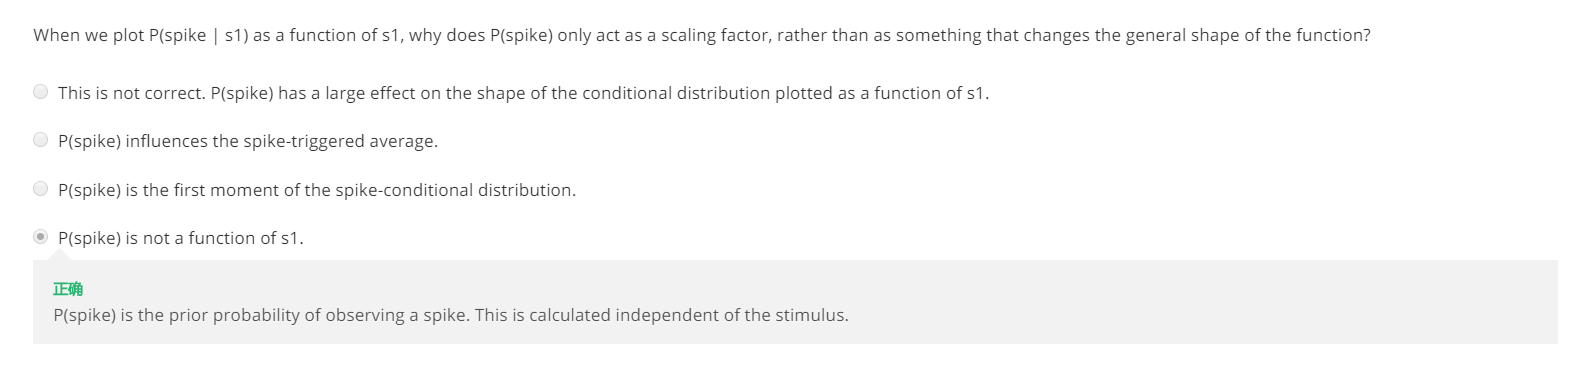 When we plot P(spike | s1) as a function of s1, why does P(spike) only act as a scaling factor, rather than as something that changes the general shape of the function?
This is not correct. P(spike) has a large effect on the shape of the conditional distribution plotted as a function of s1.
P(spike) influences the spike-triggered average.
P(spike) is the first moment of the spike-conditional distribution.
P(spike) is not a function of s1.
正确
P(spike) is the prior probability of observing a spike. This is calculated independent of the stimulus.